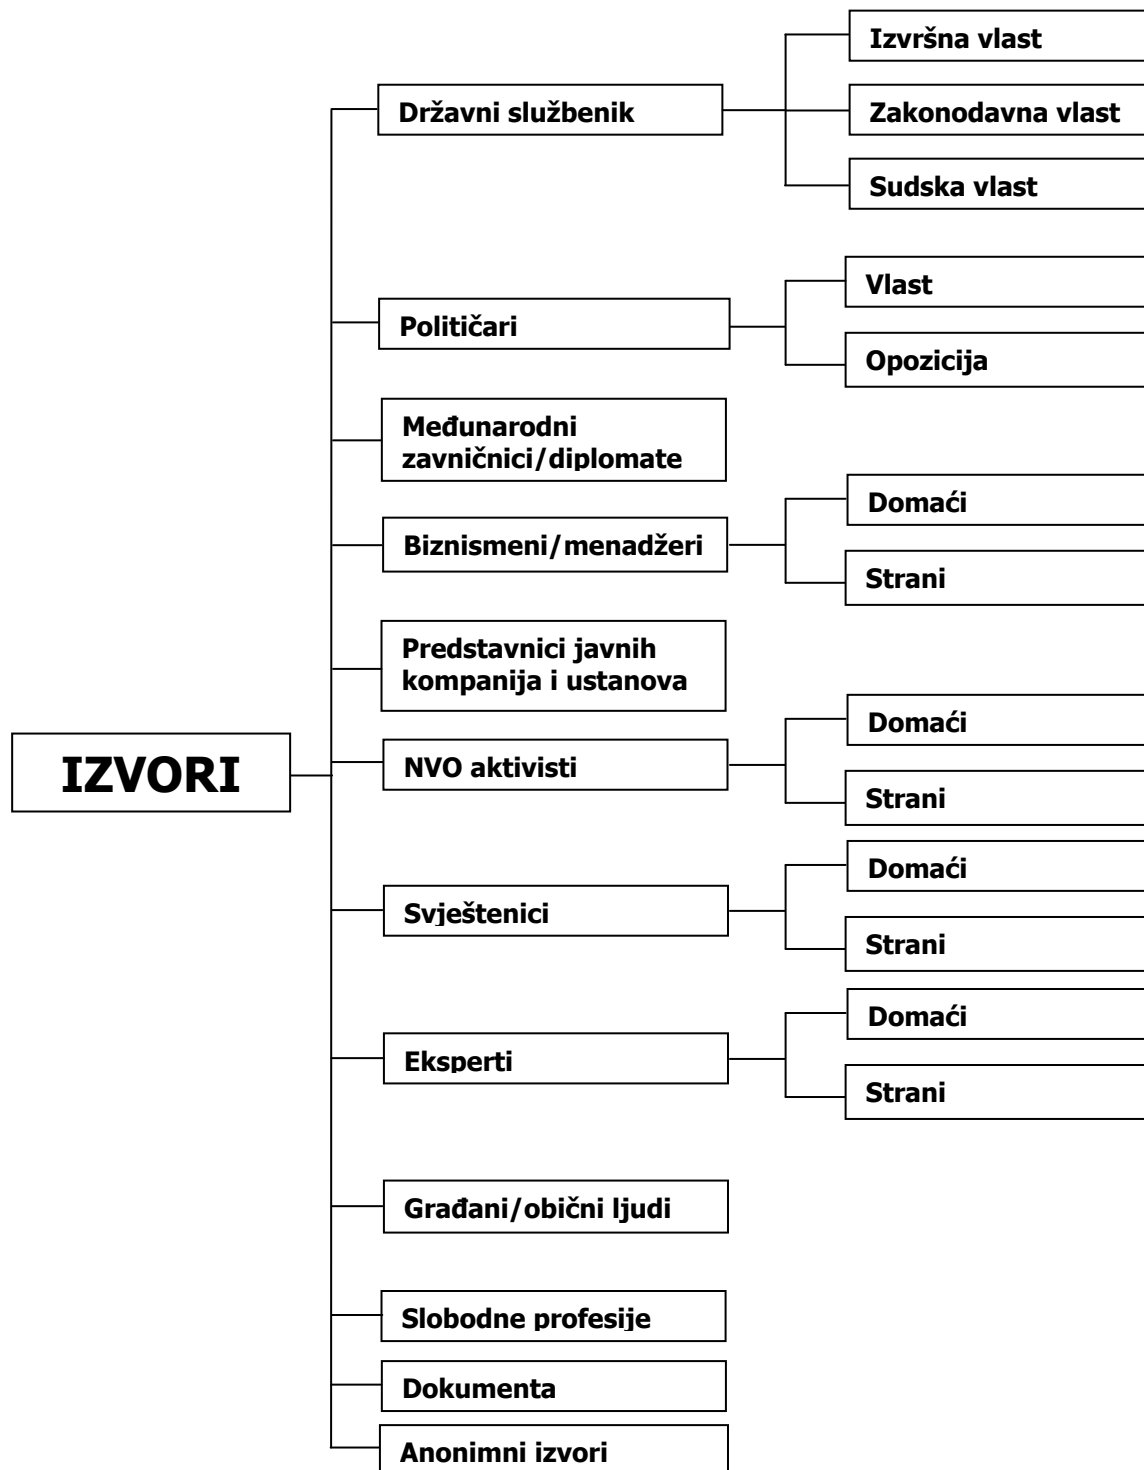 IZVORI
Državni službenik
Izvršna vlast
Zakonodavna vlast
Sudska vlast
Političari
Vlast
Opozicija
Međunarodni
zavničnici/diplomate
Biznismeni/menadžeri
Domaći
Strani
Predstavnici javnih
kompanija i ustanova
NVO aktivisti
Domaći
Strani
Svještenici
Domaći
Strani
Eksperti
Domaći
Strani
Građani/obični ljudi
Slobodne profesije
Dokumenta
Anonimni izvori